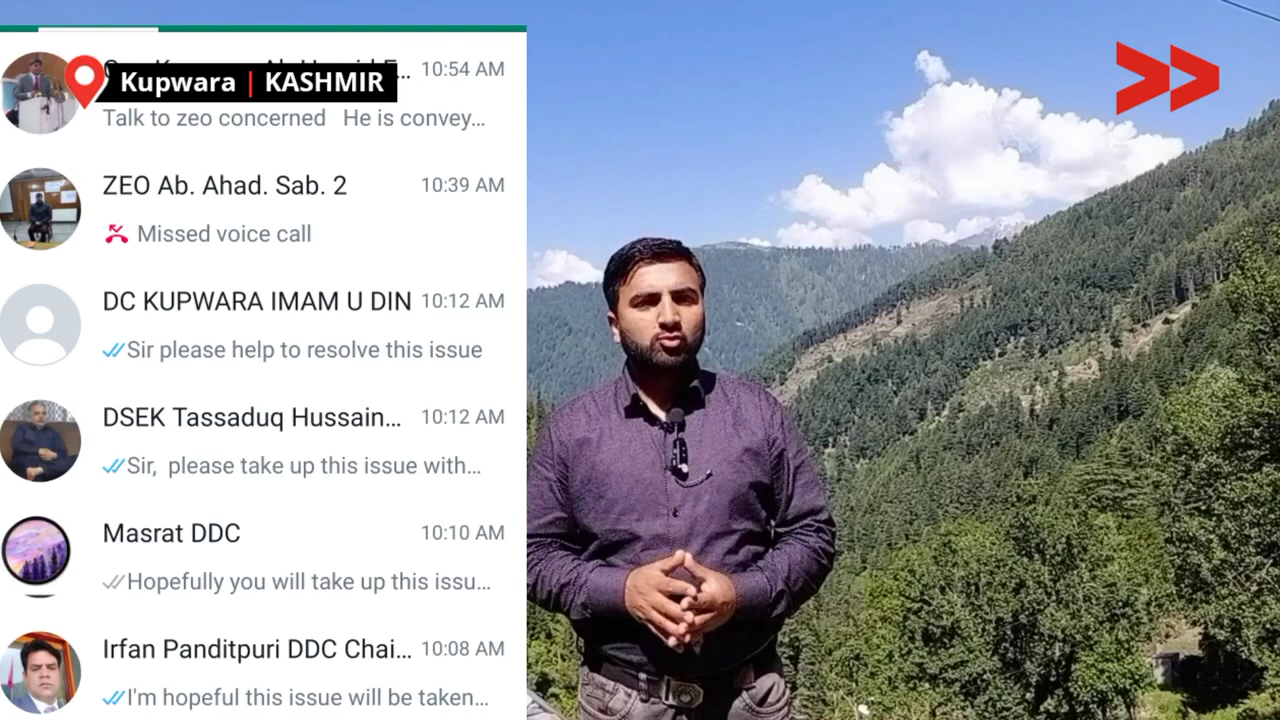 Kupwara | KASHMIR
10:54 AM
Talk to zeo concerned He is convey...
ZEO Ab. Ahad. Sab. 2 10:39 AM
Missed voice call
DC KUPWARA IMAM U DIN 10:12 AM
Sir please help to resolve this issue
DSEK Tassaduq Hussain... 10:12 AM
Sir, please take up this issue with...
Masrat DDC 10:10 AM
Hopefully you will take up this issu...
Irfan Panditpuri DDC Chai... 10:08 AM
I'm hopeful this issue will be taken...